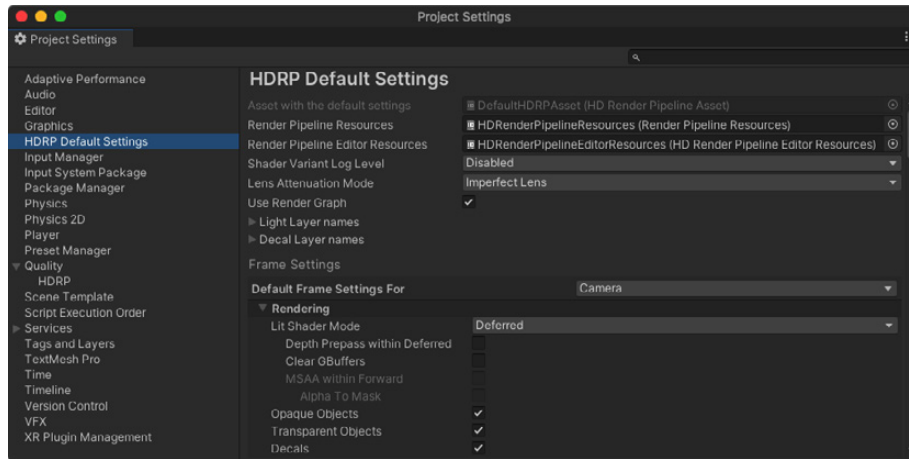 Project Settings
Project Settings
Adaptive Performance
Audio
Editor
Graphics
HDRP Default Settings
Input Manager
Input System Package
Package Manager
Physics
Physics 2D
Player
Preset Manager
Quality
HDRP
Scene Template
Script Execution Order
Services
Tags and Layers
TextMesh Pro
Time
Timeline
Version Control
VFX
XR Plugin Management
HDRP Default Settings
Asset with the default settings DefaultHDRPAsset (HD Render Pipeline Asset)
Render Pipeline Resources HDRenderPipelineResources (Render Pipeline Resources)
Render Pipeline Editor Resources HDRenderPipelineEditorResources (HD Render Pipeline Editor Resources)
Shader Variant Log Level Disabled
Lens Attenuation Mode Imperfect Lens
Use Render Graph
Light Layer names
Decal Layer names
Frame Settings
Default Frame Settings For Camera
Rendering
Lit Shader Mode Deferred
Depth Prepass within Deferred
Clear GBuffers
MSAA within Forward
Alpha To Mask
Opaque Objects
Transparent Objects
Decals